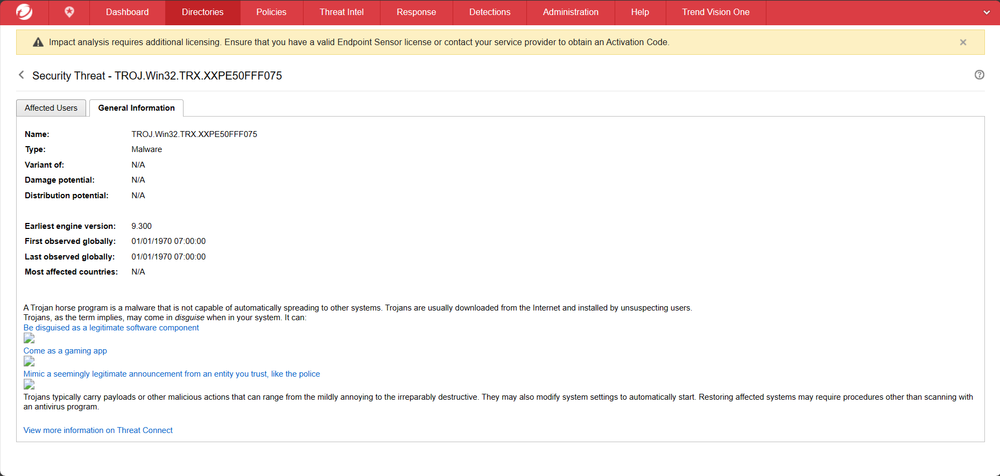 Dashboard Directories Policies Threat Intel Response Detections Administration Help Trend Vision One
Impact analysis requires additional licensing. Ensure that you have a valid Endpoint Sensor license or contact your service provider to obtain an Activation Code.
Security Threat - TROJ.Win32.TRX.XXPE50FFF075
Affected Users General Information
Name: TROJ.Win32.TRX.XXPE50FFF075
Type: Malware
Variant of: N/A
Damage potential: N/A
Distribution potential: N/A
Earliest engine version: 9.300
First observed globally: 01/01/1970 07:00:00
Last observed globally: 01/01/1970 07:00:00
Most affected countries: N/A
A Trojan horse program is a malware that is not capable of automatically spreading to other systems. Trojans are usually downloaded from the Internet and installed by unsuspecting users.
Trojans, as the term implies, may come in disguise when in your system. It can:
Be disguised as a legitimate software component
Come as a gaming app
Mimic a seemingly legitimate announcement from an entity you trust, like the police
Trojans typically carry payloads or other malicious actions that can range from the mildly annoying to the irreparably destructive. They may also modify system settings to automatically start. Restoring affected systems may require procedures other than scanning with
an antivirus program.
View more information on Threat Connect